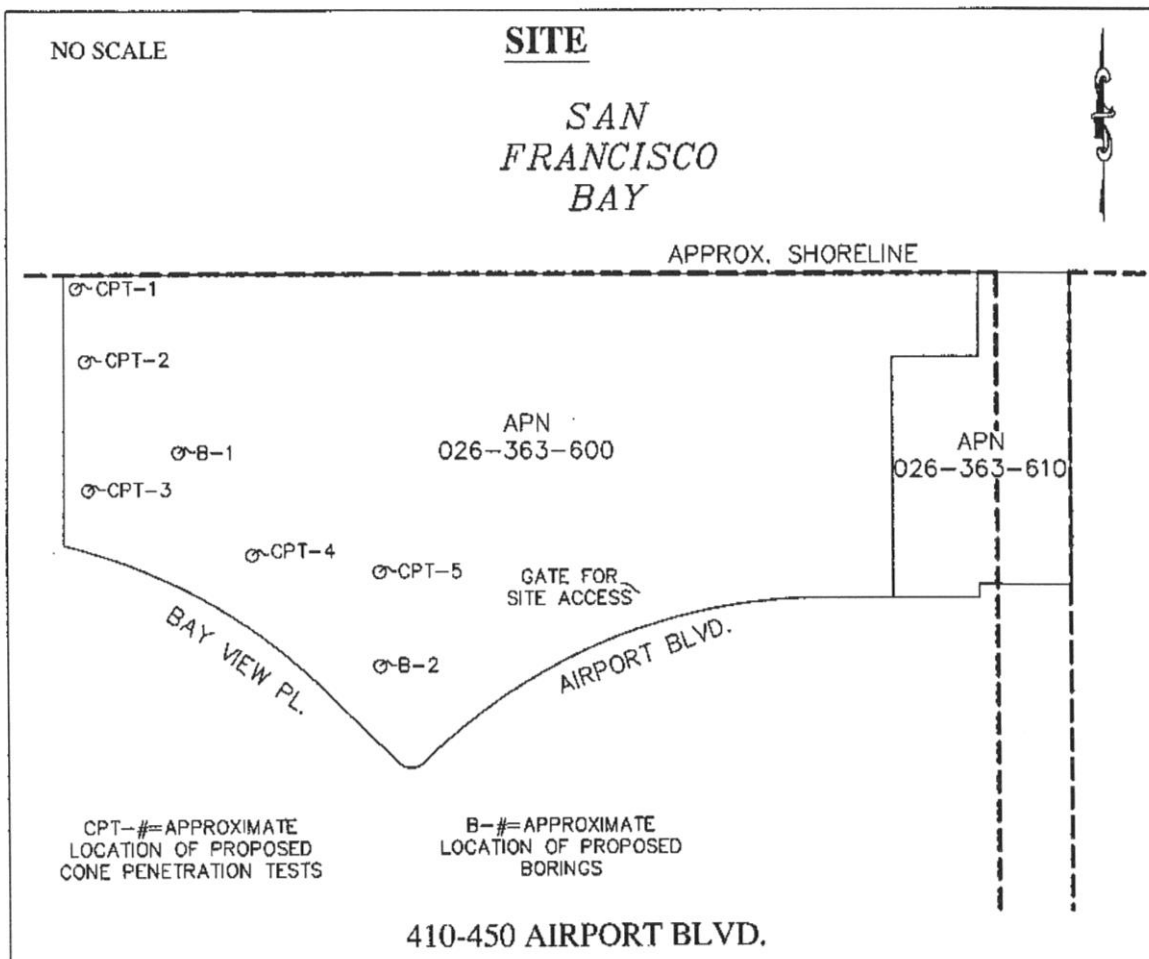 NO SCALE
SITE
SAN
FRANCISCO
BAY
APPROX. SHORELINE
CPT-1
CPT-2
B-1
APN
026-363-600
APN
026-363-610
CPT-3
CPT-4
CPT-5
GATE FOR
SITE ACCESS
BAY VIEW PL.
B-2
AIRPORT BLVD.
CPT-#=APPROXIMATE
LOCATION OF PROPOSED
CONE PENETRATION TESTS
B-#=APPROXIMATE
LOCATION OF PROPOSED
BORINGS
410-450 AIRPORT BLVD.